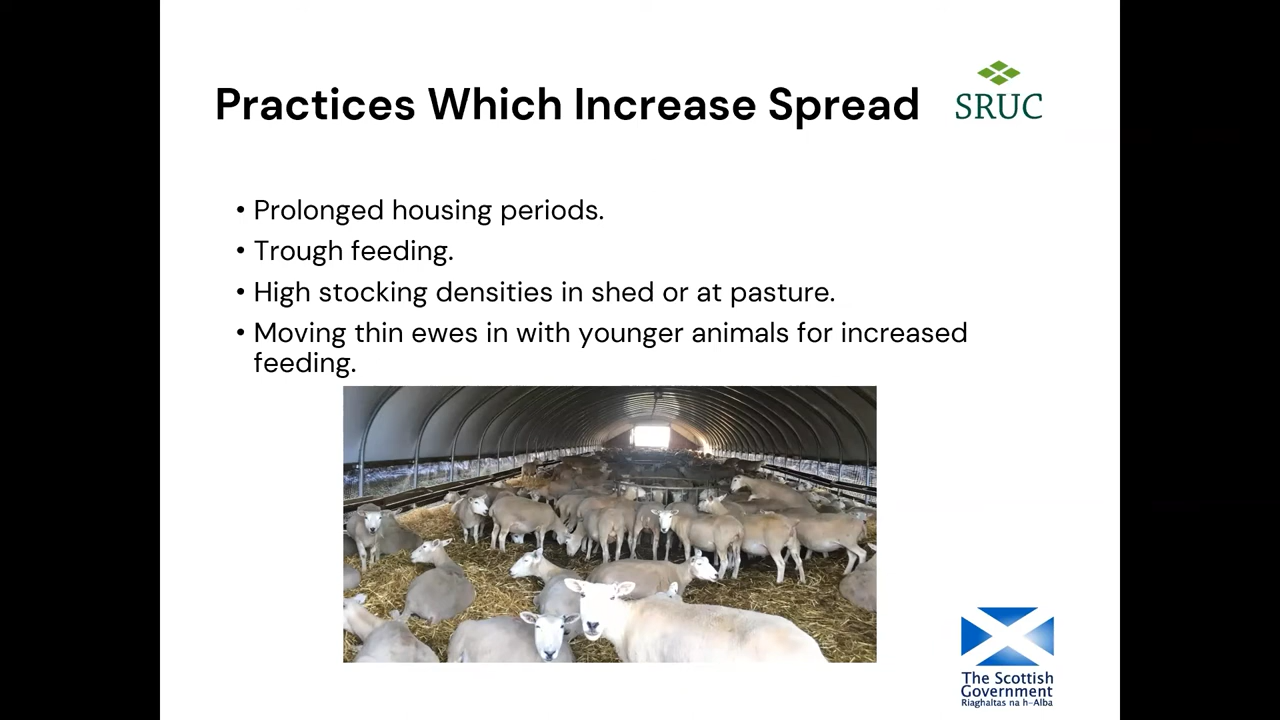 Practices Which Increase Spread
SRUC
• Prolonged housing periods.
• Trough feeding.
• High stocking densities in shed or at pasture.
• Moving thin ewes in with younger animals for increased
feeding.
The Scottish
Government
Riaghaltas na h-Alba